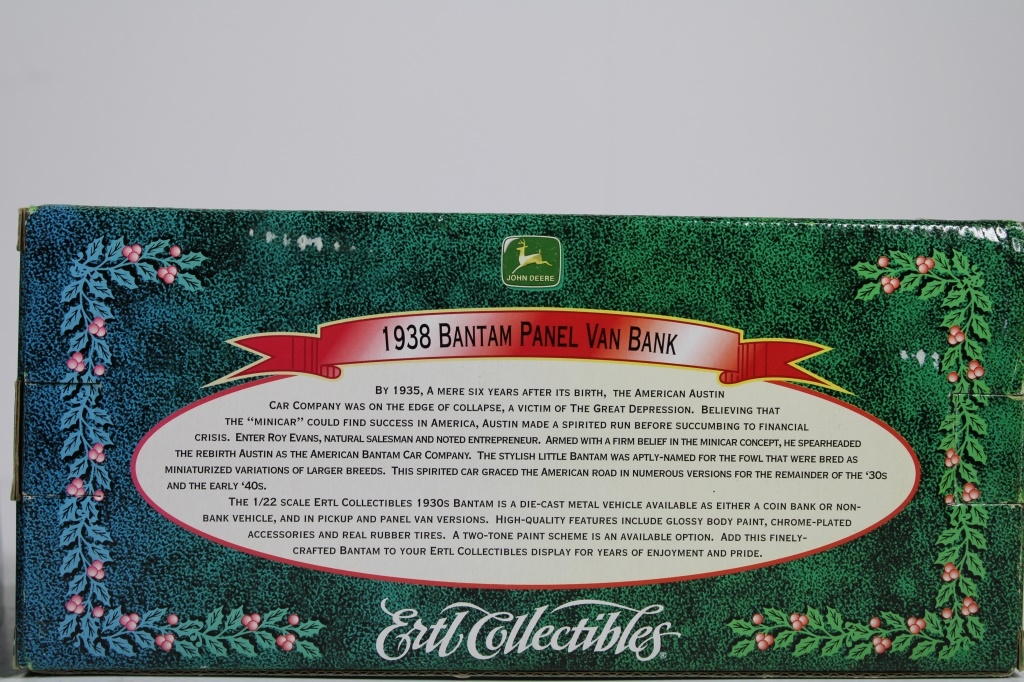 JOHN DEERE
1938 BANTAM PANEL VAN BANK
BY 1935, A MERE SIX YEARS AFTER ITS BIRTH, THE AMERICAN AUSTIN
CAR COMPANY WAS ON THE EDGE OF COLLAPSE, A VICTIM OF THE GREAT DEPRESSION. BELIEVING THAT
THE "MINICAR" COULD FIND SUCCESS IN AMERICA, AUSTIN MADE A SPIRITED RUN BEFORE SUCCUMBING TO FINANCIAL
CRISIS. ENTER ROY EVANS, NATURAL SALESMAN AND NOTED ENTREPRENEUR. ARMED WITH A FIRM BELIEF IN THE MINICAR CONCEPT, HE SPEARHEADED
THE REBIRTH AUSTIN AS THE AMERICAN BANTAM CAR COMPANY. THE STYLISH LITTLE BANTAM WAS APTLY-NAMED FOR THE FOWL THAT WERE BRED AS
MINIATURIZED VARIATIONS OF LARGER BREEDS. THIS SPIRITED CAR GRACED THE AMERICAN ROAD IN NUMEROUS VERSIONS FOR THE REMAINDER OF THE '30S
AND THE EARLY '40S.
THE 1/22 SCALE ERTL COLLECTIBLES 1930S BANTAM IS A DIE-CAST METAL VEHICLE AVAILABLE AS EITHER A COIN BANK OR NON-
BANK VEHICLE, AND IN PICKUP AND PANEL VAN VERSIONS. HIGH-QUALITY FEATURES INCLUDE GLOSSY BODY PAINT, CHROME-PLATED
ACCESSORIES AND REAL RUBBER TIRES. A TWO-TONE PAINT SCHEME IS AN AVAILABLE OPTION. ADD THIS FINELY-
CRAFTED BANTAM TO YOUR ERTL COLLECTIBLES DISPLAY FOR YEARS OF ENJOYMENT AND PRIDE.
Ertl Collectibles®